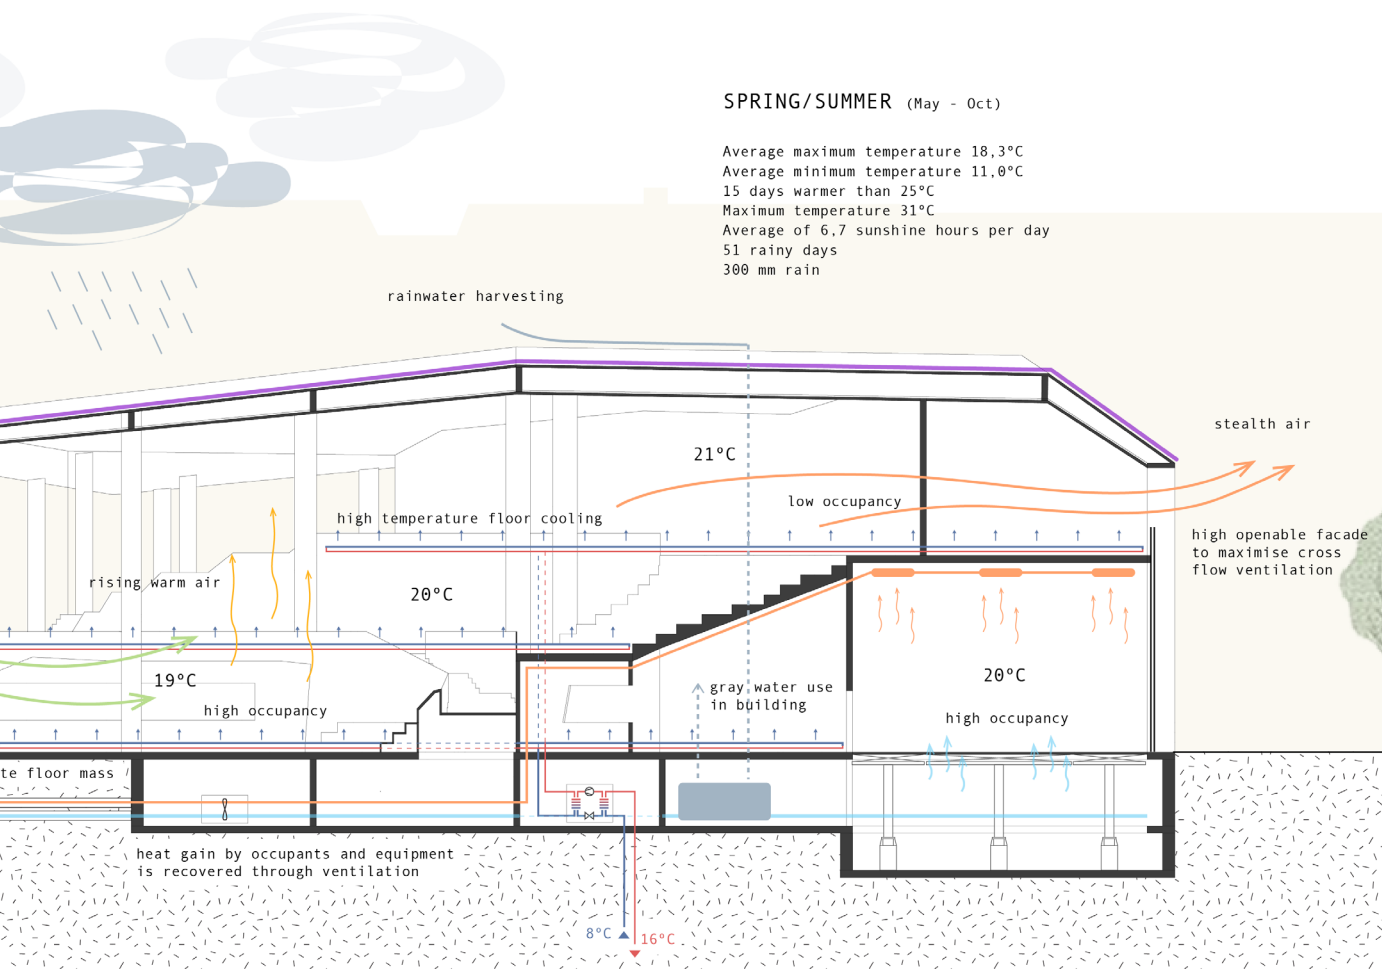 SPRING/SUMMER (May - Oct)
Average maximum temperature 18,3°C
Average minimum temperature 11,0°C
15 days warmer than 25°C
Maximum temperature 31°C
Average of 6,7 sunshine hours per day
51 rainy days
300 mm rain
rainwater harvesting
stealth air
21°C
low occupancy
high temperature floor cooling
high openable facade
to maximise cross
flow ventilation
rising warm air
20°C
19°C
high occupancy
gray water use
in building
20°C
high occupancy
te floor mass
heat gain by occupants and equipment
is recovered through ventilation
8°C
16°C